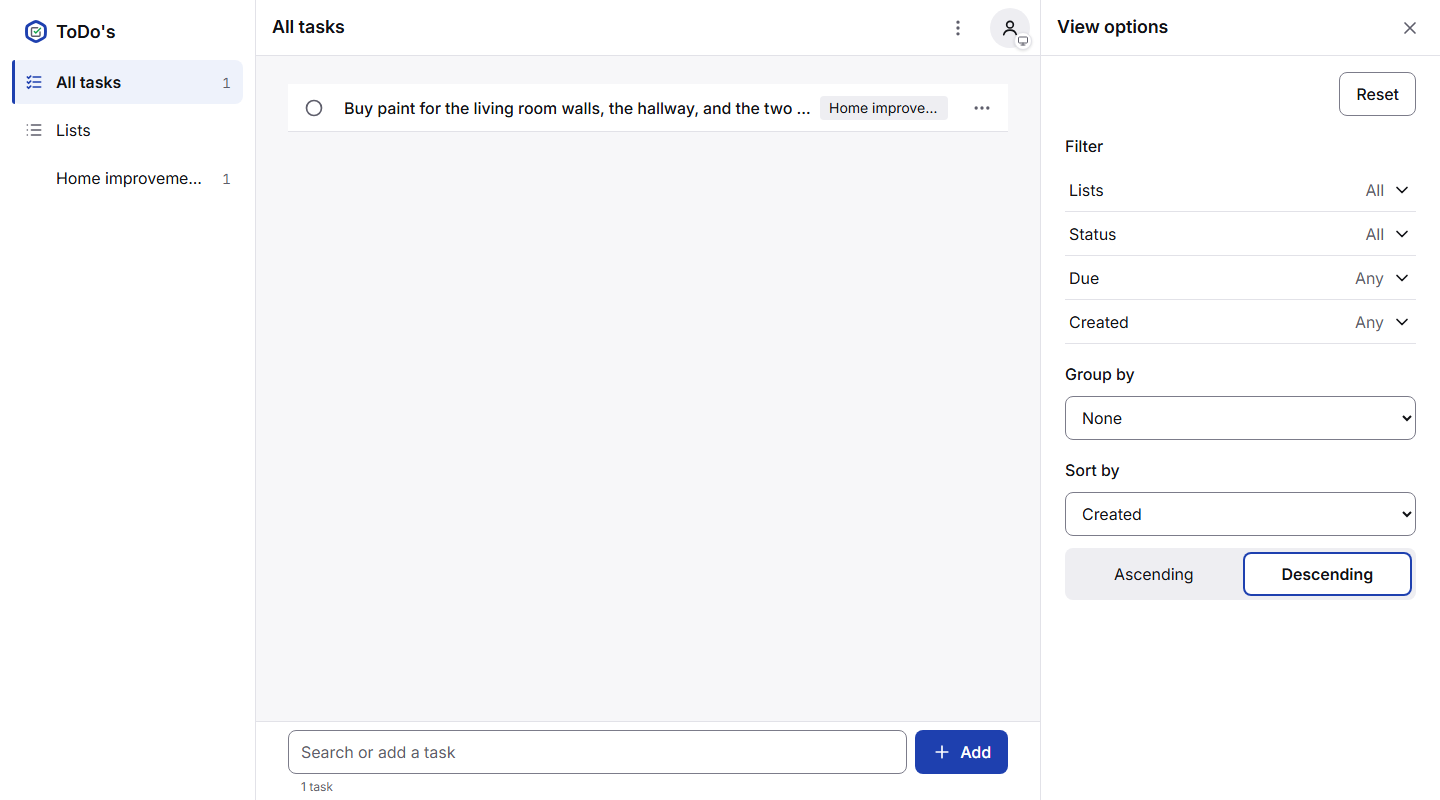 ToDo's
All tasks 1
Lists
Home improveme... 1
All tasks
Buy paint for the living room walls, the hallway, and the two ... Home improve...
Search or add a task
Add
1 task
View options
Reset
Filter
Lists All
Status All
Due Any
Created Any
Group by
None
Sort by
Created
Ascending Descending